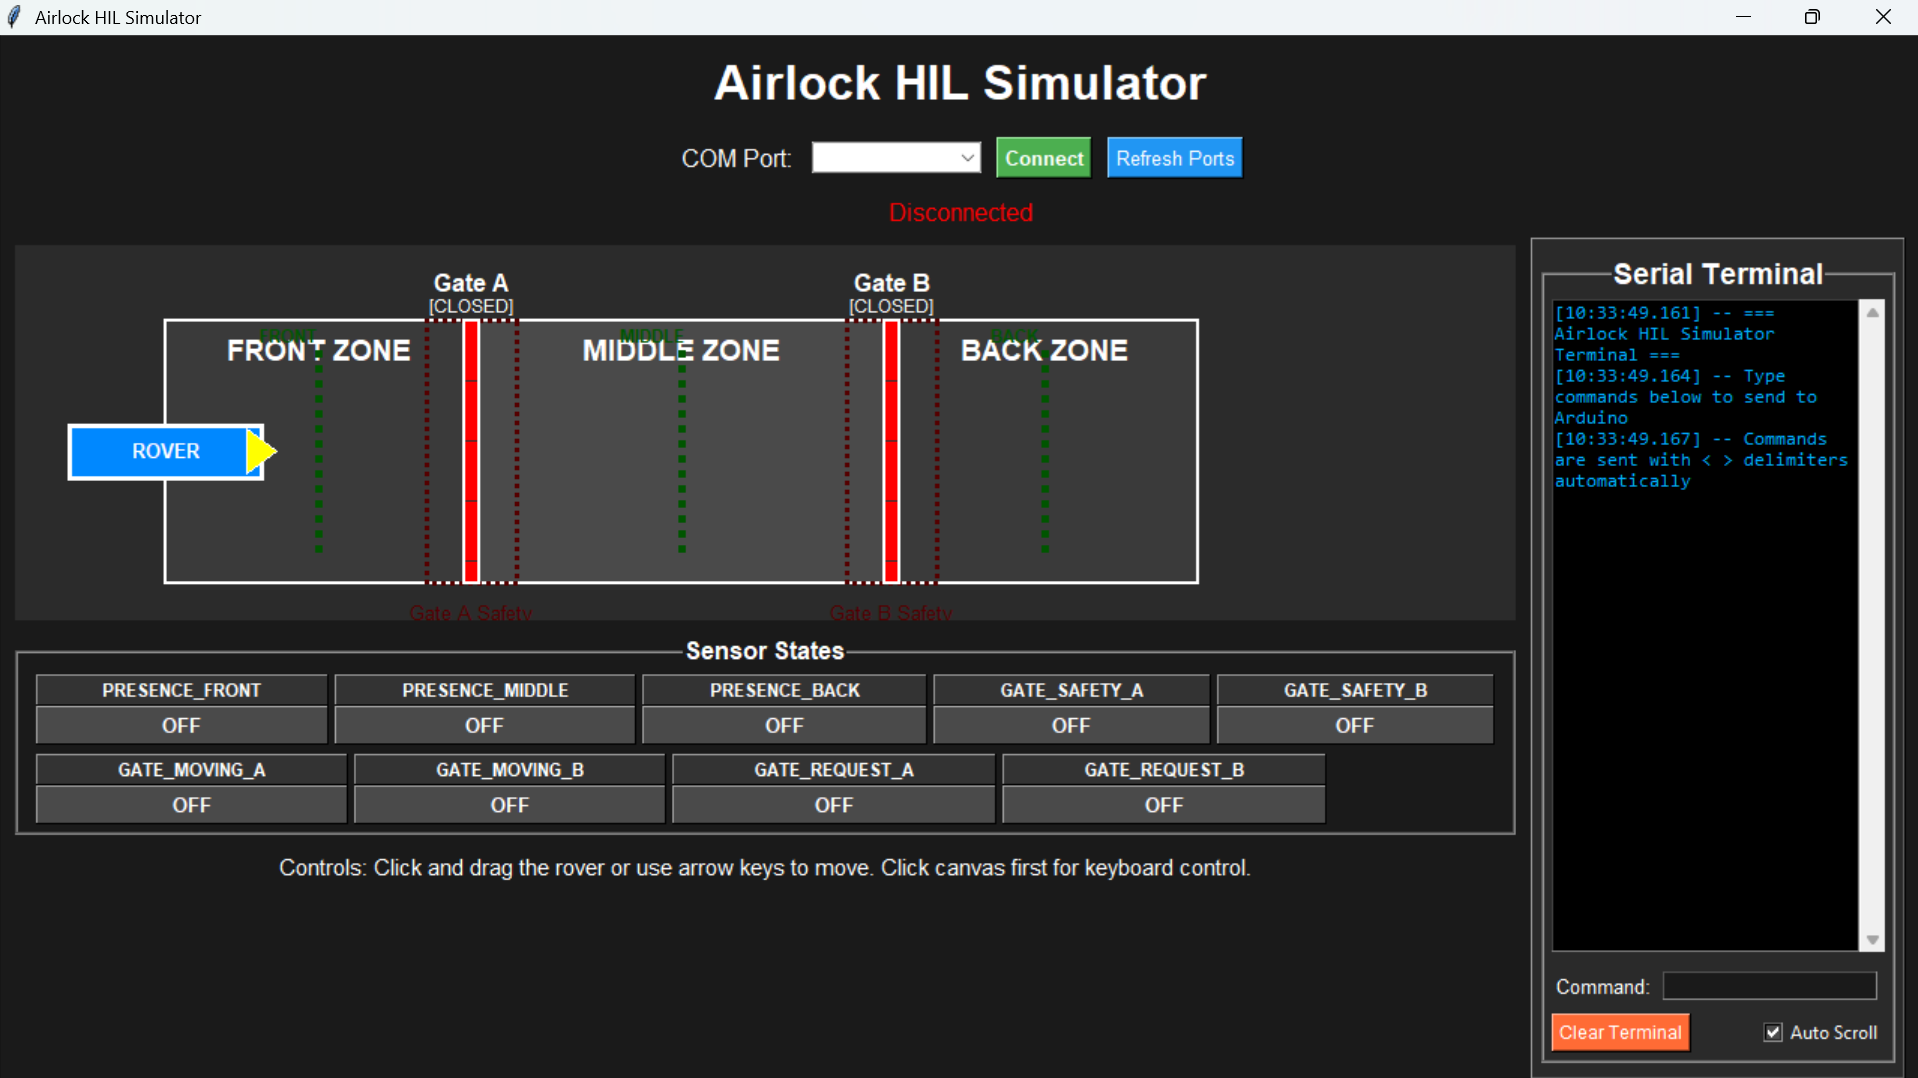 Airlock HIL Simulator
Airlock HIL Simulator
COM Port:
Connect
Refresh Ports
Disconnected
Gate A
[CLOSED]
Gate B
[CLOSED]
FRONT
MIDDLE
BACK
FRONT ZONE
MIDDLE ZONE
BACK ZONE
ROVER
Gate A Safety
Gate B Safety
Sensor States
PRESENCE_FRONT
PRESENCE_MIDDLE
PRESENCE_BACK
GATE_SAFETY_A
GATE_SAFETY_B
OFF
OFF
OFF
OFF
OFF
GATE_MOVING_A
GATE_MOVING_B
GATE_REQUEST_A
GATE_REQUEST_B
OFF
OFF
OFF
OFF
Controls: Click and drag the rover or use arrow keys to move. Click canvas first for keyboard control.
Serial Terminal
[10:33:49.161] -- ===
Airlock HIL Simulator
Terminal ===
[10:33:49.164] -- Type
commands below to send to
Arduino
[10:33:49.167] -- Commands
are sent with < > delimiters
automatically
Command:
Clear Terminal
Auto Scroll